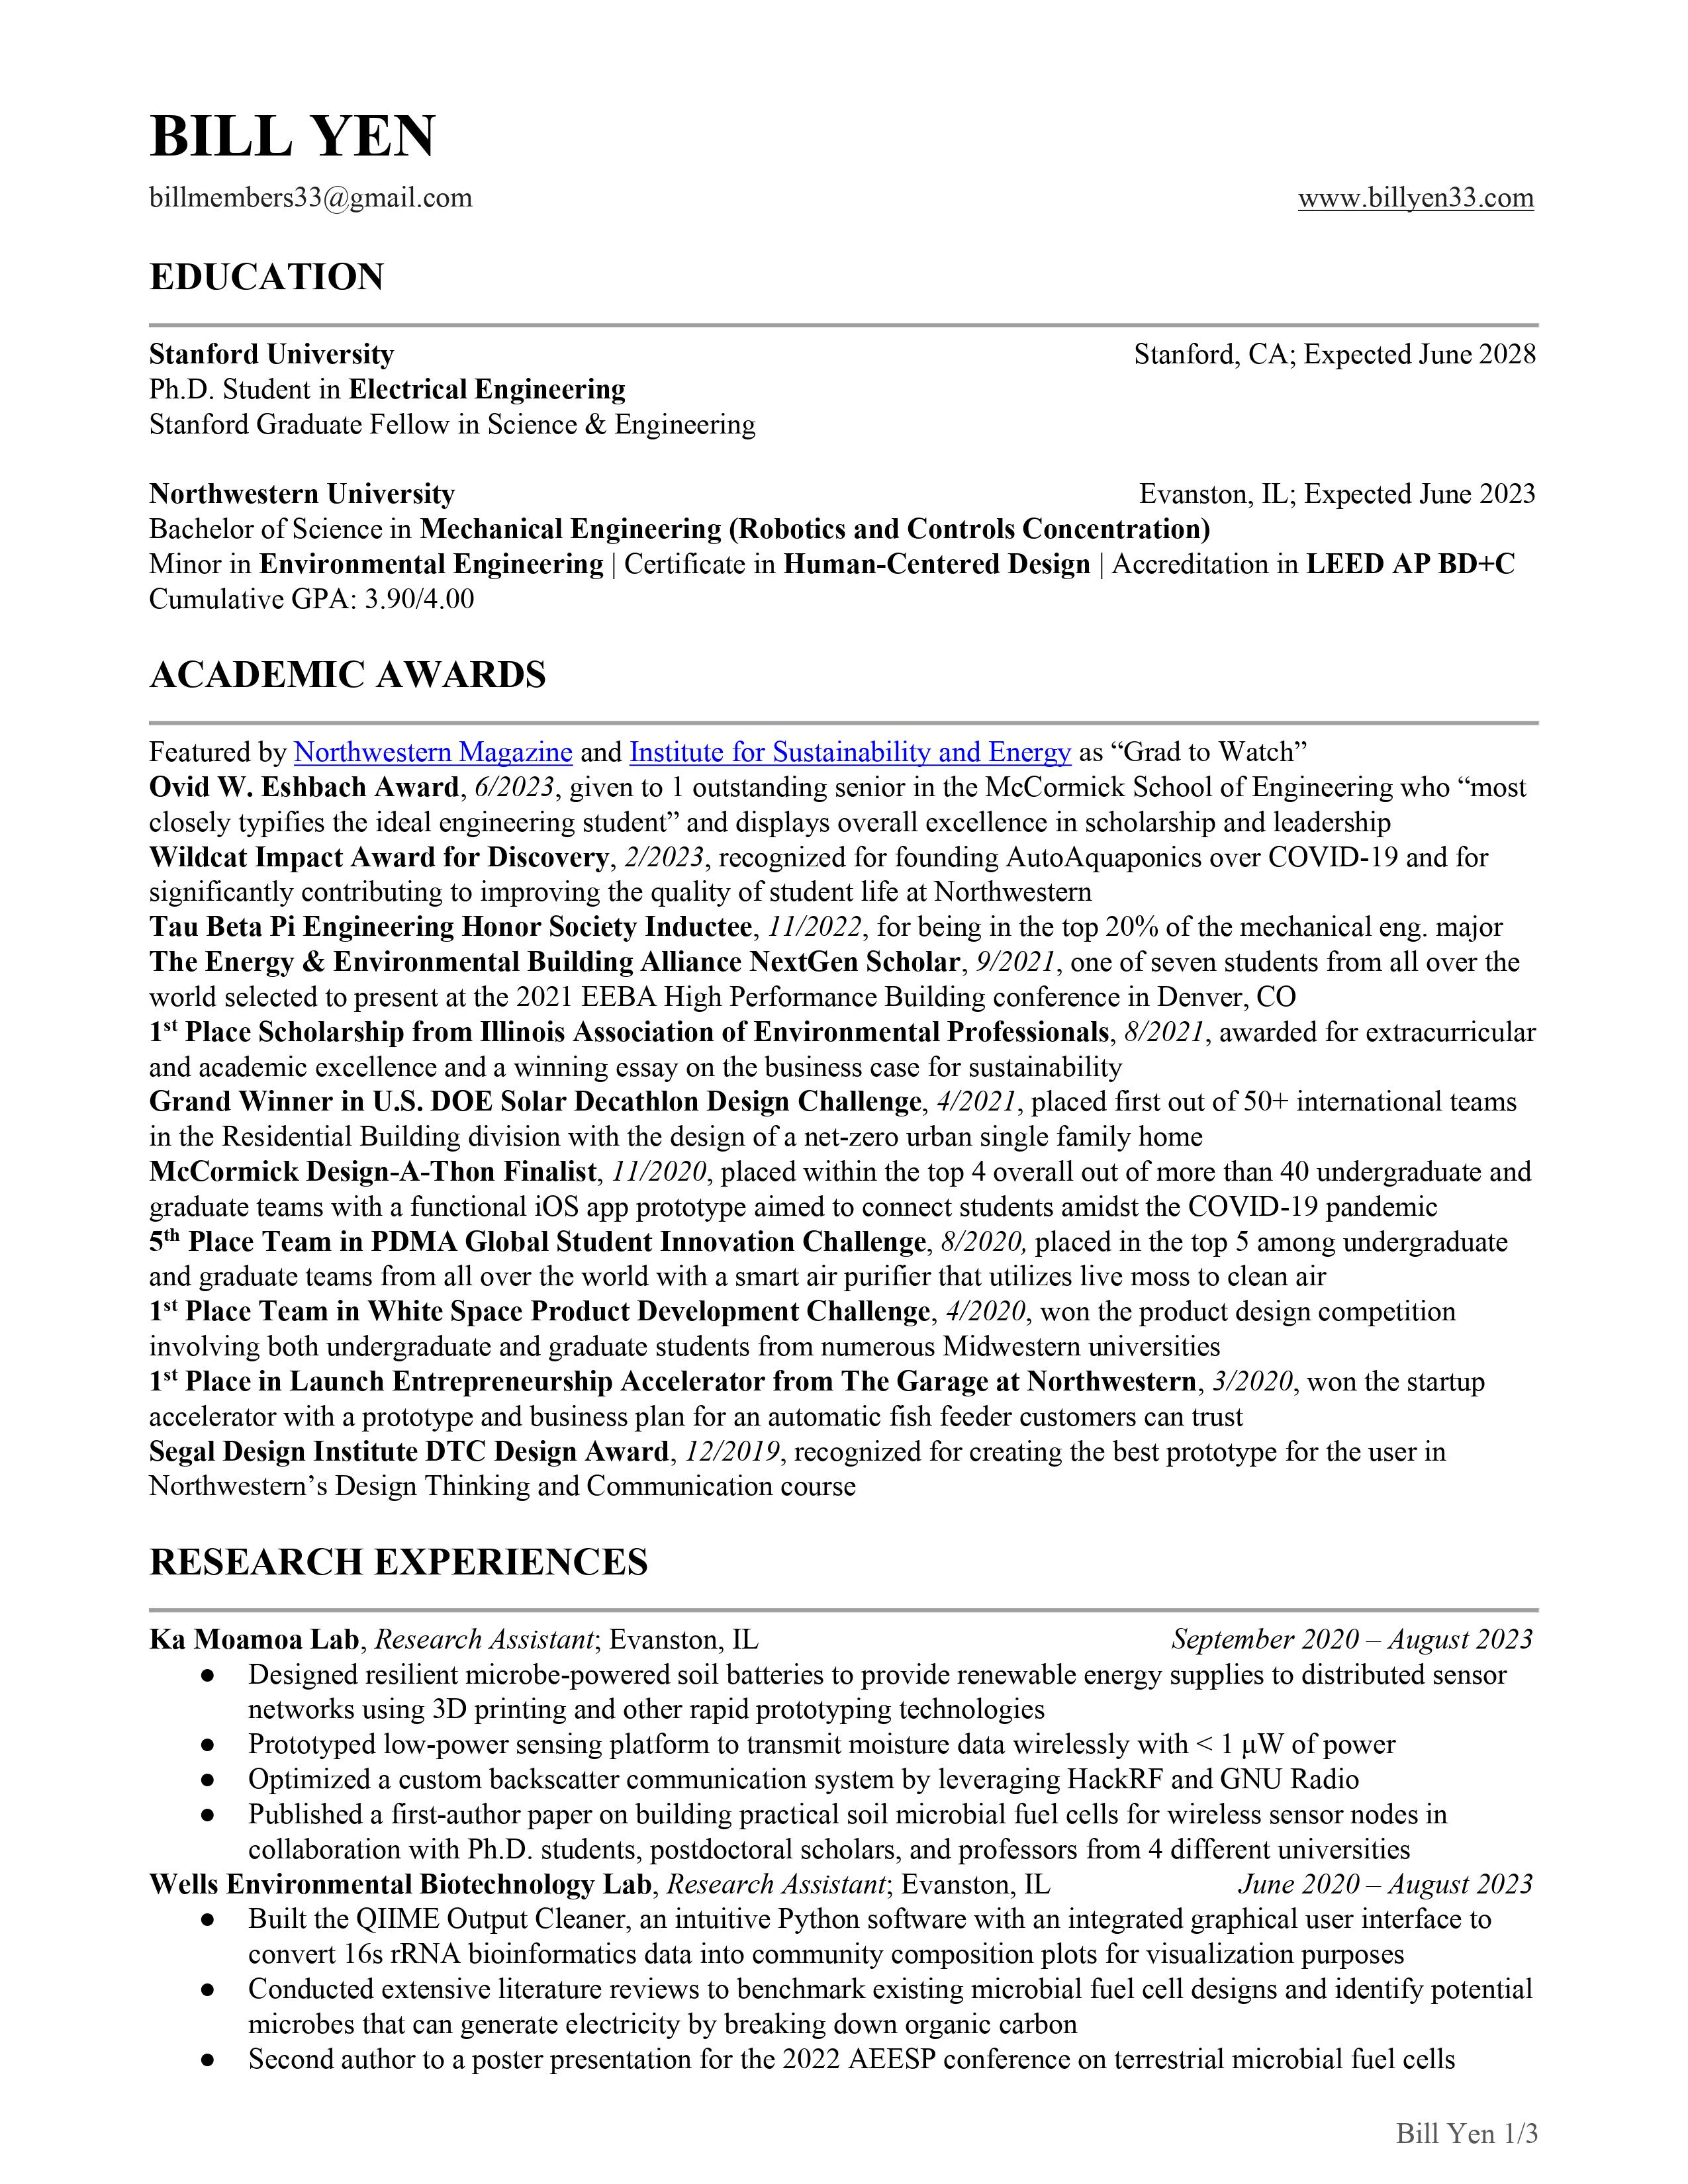 BILL YEN
billmembers33@gmail.com www.billyen33.com
EDUCATION
Stanford University Stanford, CA; Expected June 2028
Ph.D. Student in Electrical Engineering
Stanford Graduate Fellow in Science & Engineering
Northwestern University Evanston, IL; Expected June 2023
Bachelor of Science in Mechanical Engineering (Robotics and Controls Concentration)
Minor in Environmental Engineering | Certificate in Human-Centered Design | Accreditation in LEED AP BD+C
Cumulative GPA: 3.90/4.00
ACADEMIC AWARDS
Featured by Northwestern Magazine and Institute for Sustainability and Energy as “Grad to Watch”
Ovid W. Eshbach Award, 6/2023, given to 1 outstanding senior in the McCormick School of Engineering who “most
closely typifies the ideal engineering student” and displays overall excellence in scholarship and leadership
Wildcat Impact Award for Discovery, 2/2023, recognized for founding AutoAquaponics over COVID-19 and for
significantly contributing to improving the quality of student life at Northwestern
Tau Beta Pi Engineering Honor Society Inductee, 11/2022, for being in the top 20% of the mechanical eng. major
The Energy & Environmental Building Alliance NextGen Scholar, 9/2021, one of seven students from all over the
world selected to present at the 2021 EEBA High Performance Building conference in Denver, CO
1st Place Scholarship from Illinois Association of Environmental Professionals, 8/2021, awarded for extracurricular
and academic excellence and a winning essay on the business case for sustainability
Grand Winner in U.S. DOE Solar Decathlon Design Challenge, 4/2021, placed first out of 50+ international teams
in the Residential Building division with the design of a net-zero urban single family home
McCormick Design-A-Thon Finalist, 11/2020, placed within the top 4 overall out of more than 40 undergraduate and
graduate teams with a functional iOS app prototype aimed to connect students amidst the COVID-19 pandemic
5th Place Team in PDMA Global Student Innovation Challenge, 8/2020, placed in the top 5 among undergraduate
and graduate teams from all over the world with a smart air purifier that utilizes live moss to clean air
1st Place Team in White Space Product Development Challenge, 4/2020, won the product design competition
involving both undergraduate and graduate students from numerous Midwestern universities
1st Place in Launch Entrepreneurship Accelerator from The Garage at Northwestern, 3/2020, won the startup
accelerator with a prototype and business plan for an automatic fish feeder customers can trust
Segal Design Institute DTC Design Award, 12/2019, recognized for creating the best prototype for the user in
Northwestern’s Design Thinking and Communication course
RESEARCH EXPERIENCES
Ka Moamoa Lab, Research Assistant; Evanston, IL September 2020 – August 2023
● Designed resilient microbe-powered soil batteries to provide renewable energy supplies to distributed sensor
networks using 3D printing and other rapid prototyping technologies
● Prototyped low-power sensing platform to transmit moisture data wirelessly with < 1 μW of power
● Optimized a custom backscatter communication system by leveraging HackRF and GNU Radio
● Published a first-author paper on building practical soil microbial fuel cells for wireless sensor nodes in
collaboration with Ph.D. students, postdoctoral scholars, and professors from 4 different universities
Wells Environmental Biotechnology Lab, Research Assistant; Evanston, IL June 2020 – August 2023
● Built the QIIME Output Cleaner, an intuitive Python software with an integrated graphical user interface to
convert 16s rRNA bioinformatics data into community composition plots for visualization purposes
● Conducted extensive literature reviews to benchmark existing microbial fuel cell designs and identify potential
microbes that can generate electricity by breaking down organic carbon
● Second author to a poster presentation for the 2022 AEESP conference on terrestrial microbial fuel cells
Bill Yen 1/3